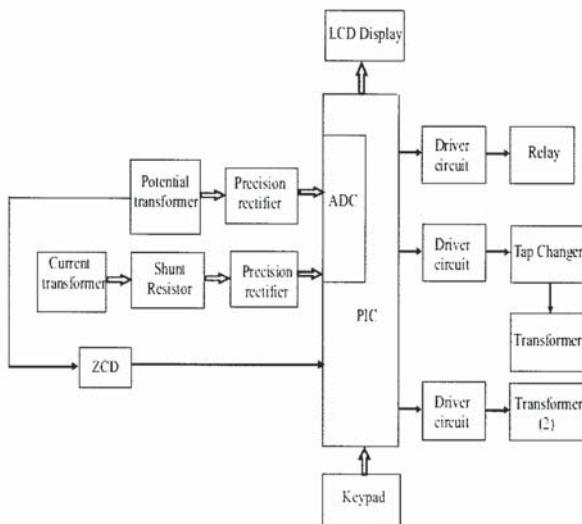 LCD Display
Driver
circuit
Relay
Potential
transformer
Precision
rectifier
ADC
Driver
circuit
Tap Changer
Current
transformer
Shunt
Resistor
Precision
rectifier
PIC
Transformer
ZCD
Driver
circuit
Transformer
(2)
Keypad